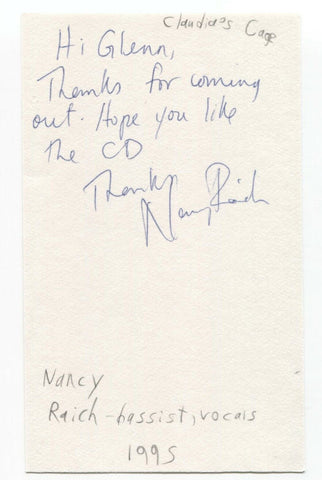 Claudia's Cage
Hi Glenn,
Thanks for coming
out. Hope you like
the CD
Thanks
Nancy Raich
Nancy
Raich-bassist, vocals
1995